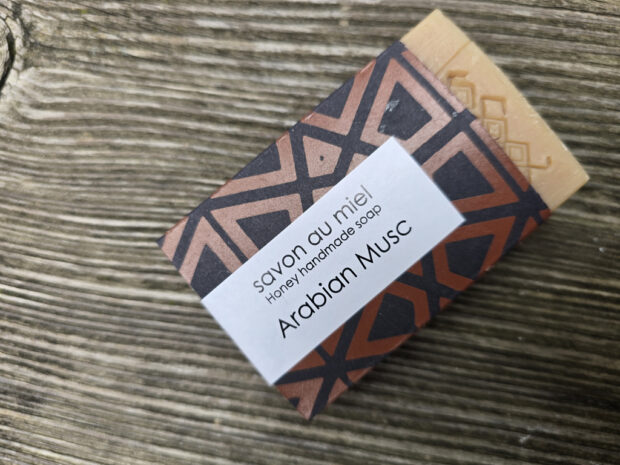 savon au miel
Honey handmade soap
Arabian Musc